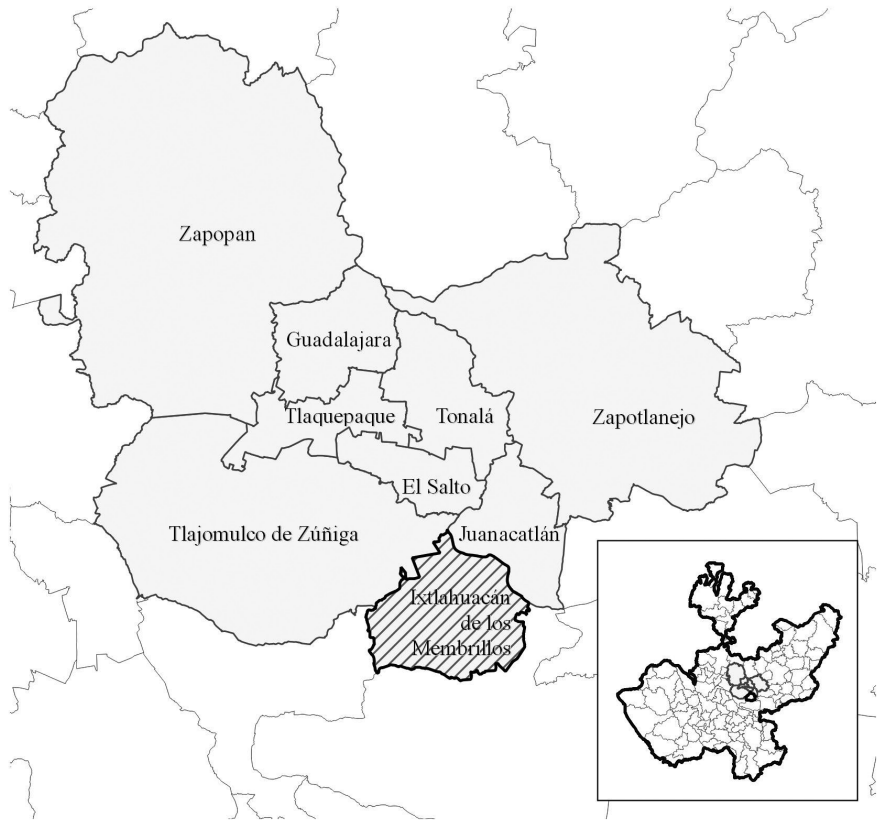 Zapopan
Guadalajara
Tlaquepaque
Tonalá
Zapotlanejo
El Salto
Tlajomulco de Zúñiga
Juanacatlán
Ixtlahuacán
de los
Membrillos